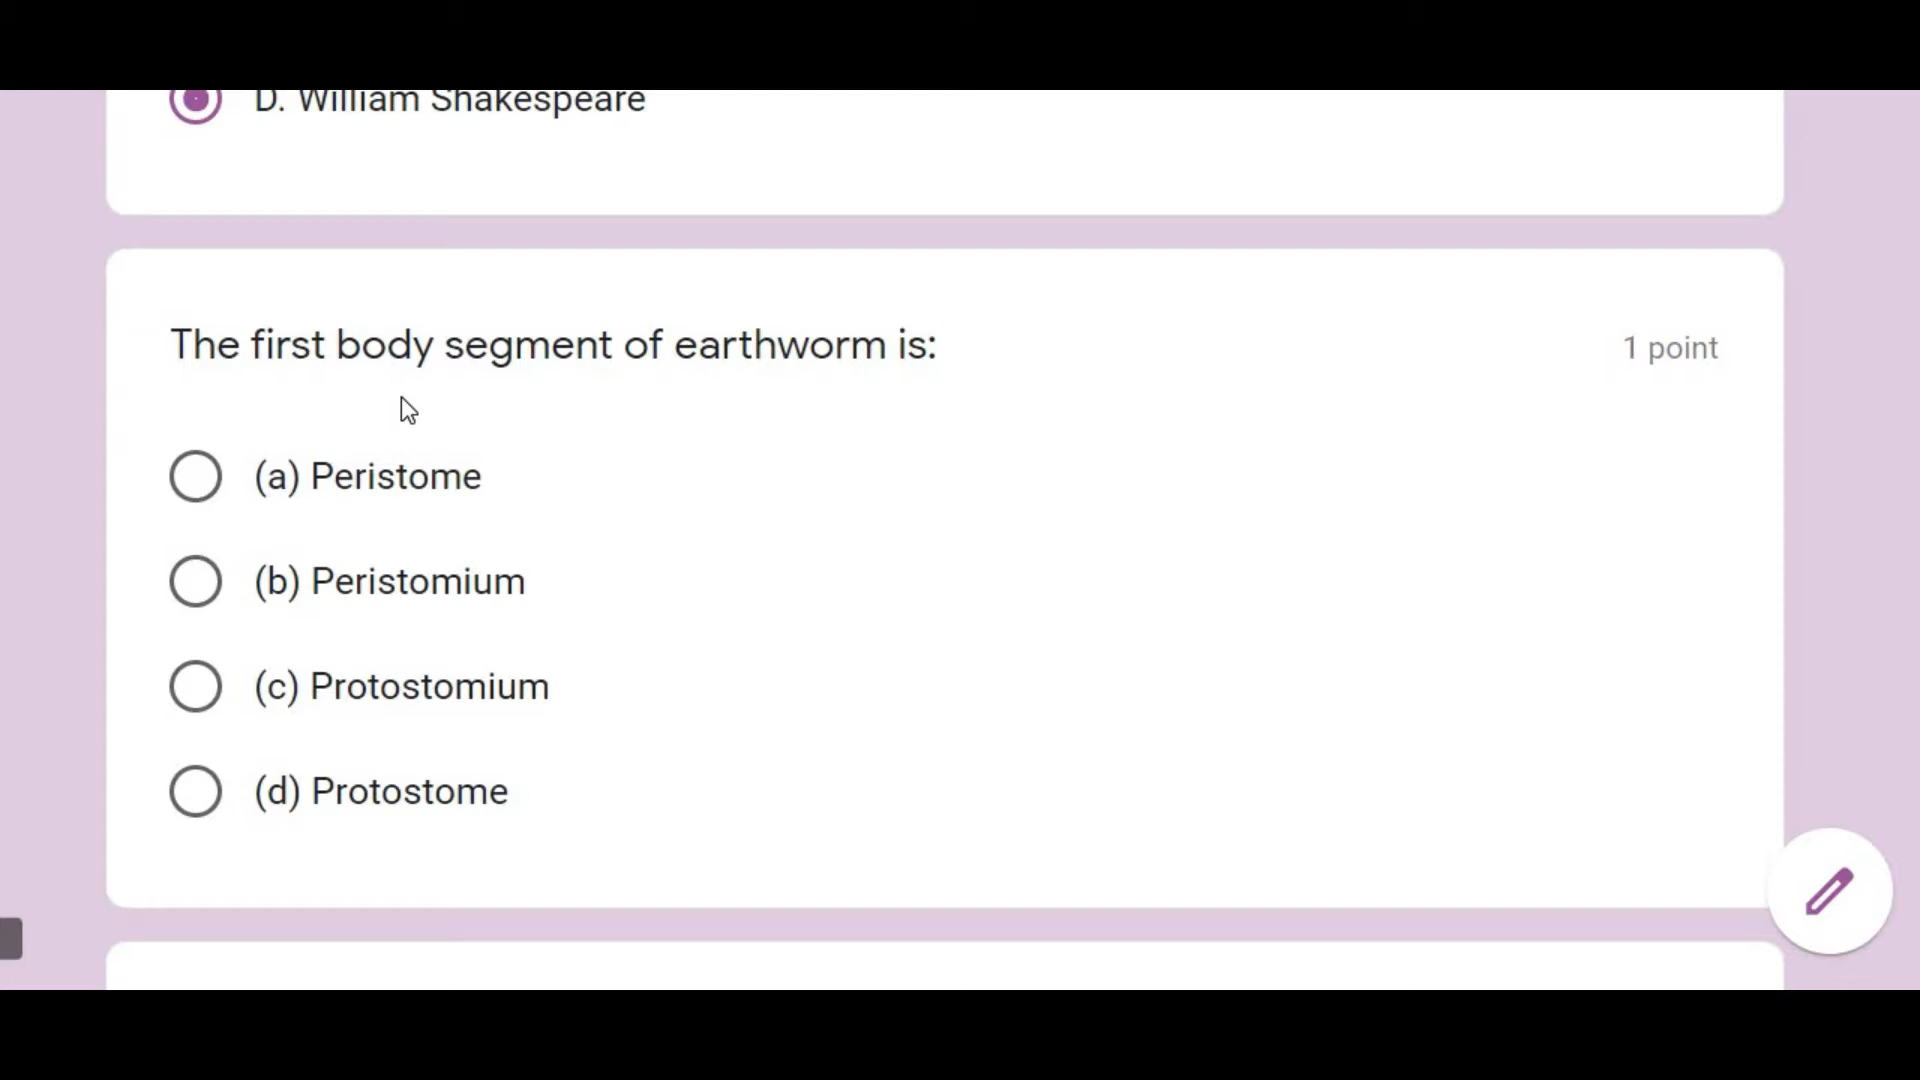 D. William Shakespeare
The first body segment of earthworm is:
1 point
(a) Peristome
(b) Peristomium
(c) Protostomium
(d) Protostome